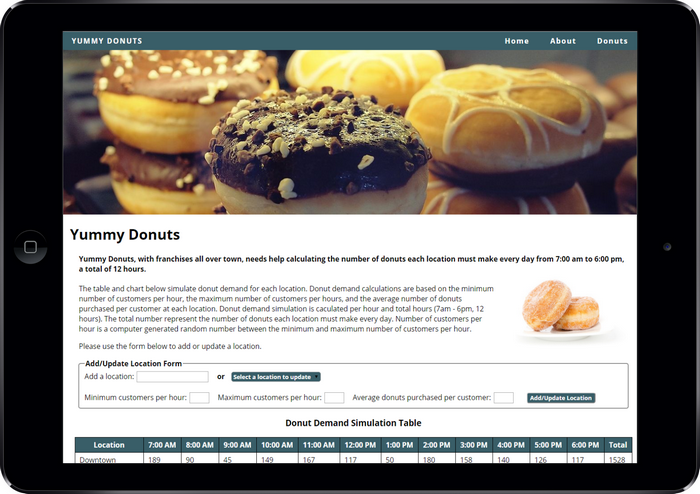 YUMMY DONUTS Home About Donuts
Yummy Donuts
Yummy Donuts, with franchises all over town, needs help calculating the number of donuts each location must make every day from 7:00 am to 6:00 pm,
a total of 12 hours.
The table and chart below simulate donut demand for each location. Donut demand calculations are based on the minimum
number of customers per hour, the maximum number of customers per hours, and the average number of donuts
purchased per customer at each location. Donut demand simulation is caculated per hour and total hours (7am - 6pm, 12
hours). The total number represent the number of donuts each location must make every day. Number of customers per
hour is a computer generated random number between the minimum and maximum number of customers per hour.
Please use the form below to add or update a location.
Add/Update Location Form
Add a location: or Select a location to update
Minimum customers per hour: Maximum customers per hour: Average donuts purchased per customer: Add/Update Location
Donut Demand Simulation Table
Location 7:00 AM 8:00 AM 9:00 AM 10:00 AM 11:00 AM 12:00 PM 1:00 PM 2:00 PM 3:00 PM 4:00 PM 5:00 PM 6:00 PM Total
Downtown 189 90 45 149 167 117 50 180 158 140 126 117 1528